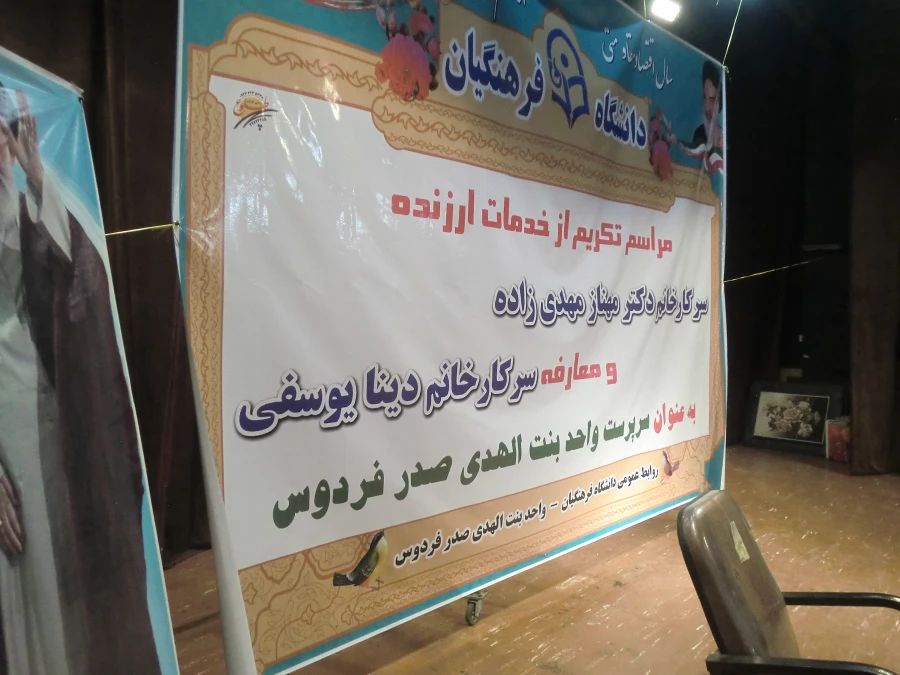 سال اقتصاد مقاومتی
دانشگاه فرهنگیان
مراسم تکریم از خدمات ارزنده
سرکارخانم دکتر مهناز مهدی زاده
و معارفه سرکارخانم دینا یوسفی
به عنوان سرپرست واحد بنت الهدی صدر فردوس
روابط عمومی دانشگاه فرهنگیان - واحد بنت الهدی صدر فردوس